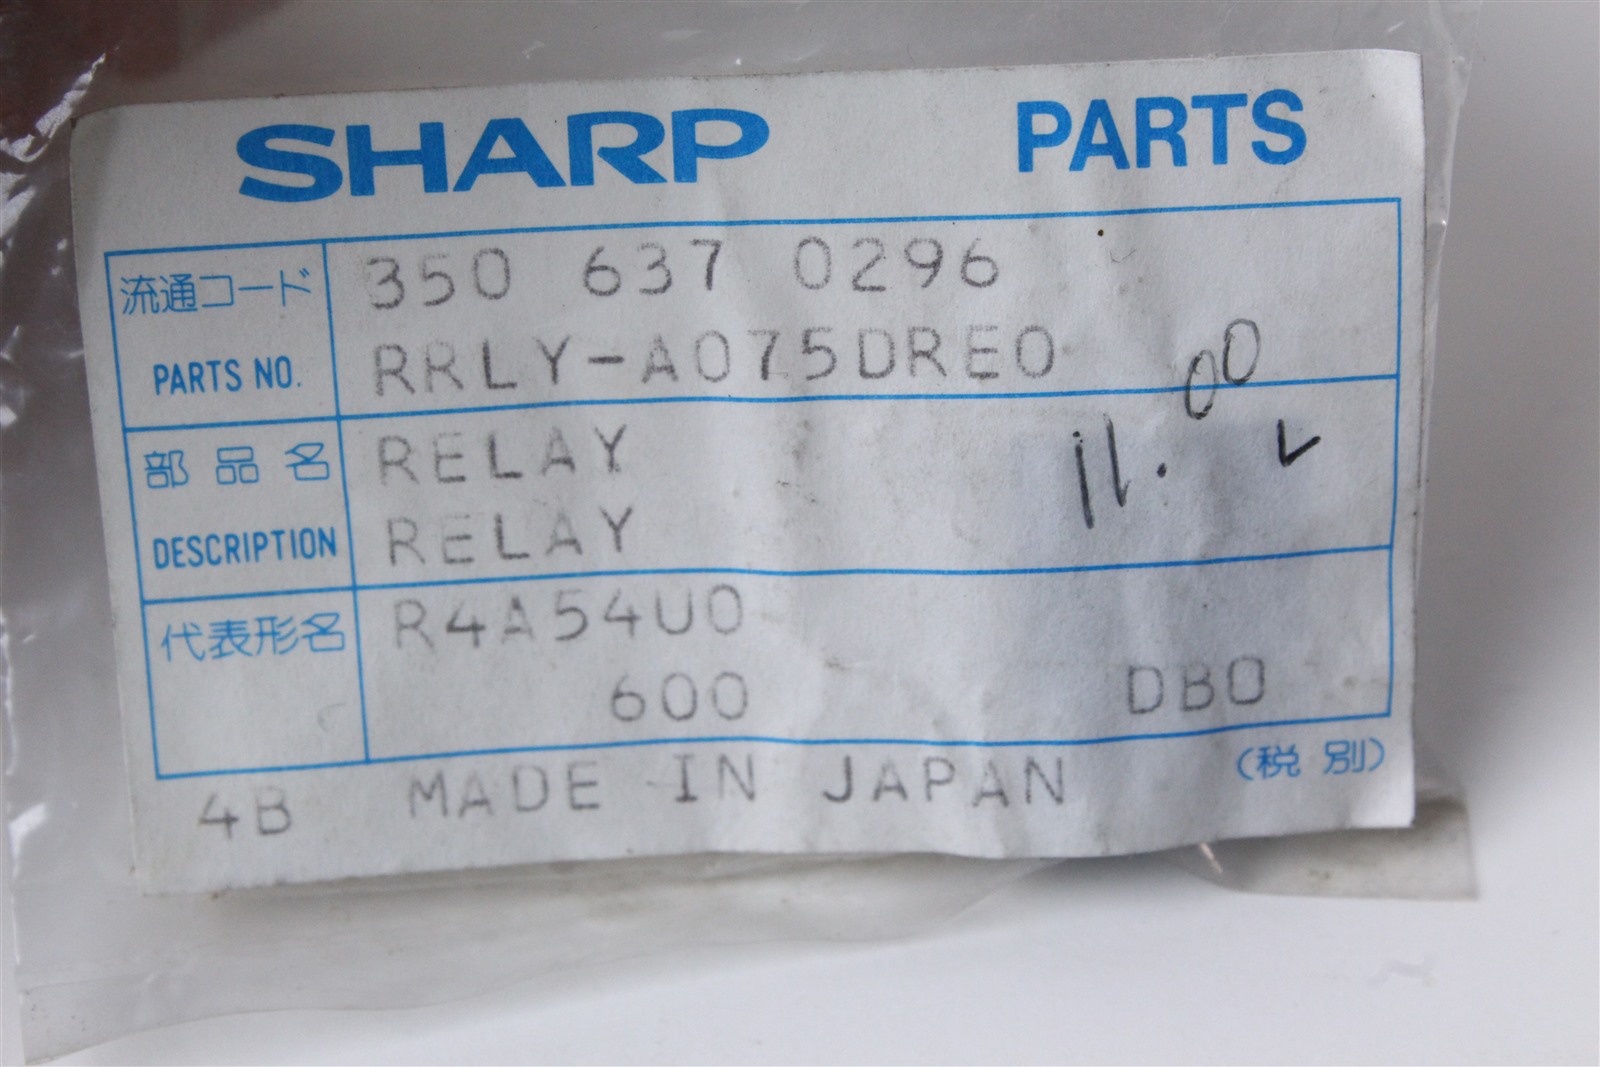 SHARP PARTS
流通コード 350 637 0296
PARTS NO. RRLY-A075DRE0
11.00
部品名 RELAY
DESCRIPTION RELAY
代表形名 R4A54U0
600 DB0
(税別)
4B MADE IN JAPAN